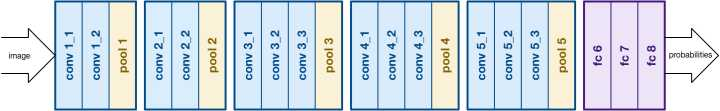 image
conv 1_1
conv 1_2
pool 1
conv 2_1
conv 2_2
pool 2
conv 3_1
conv 3_2
conv 3_3
pool 3
conv 4_1
conv 4_2
conv 4_3
pool 4
conv 5_1
conv 5_2
conv 5_3
pool 5
fc 6
fc 7
fc 8
probabilities